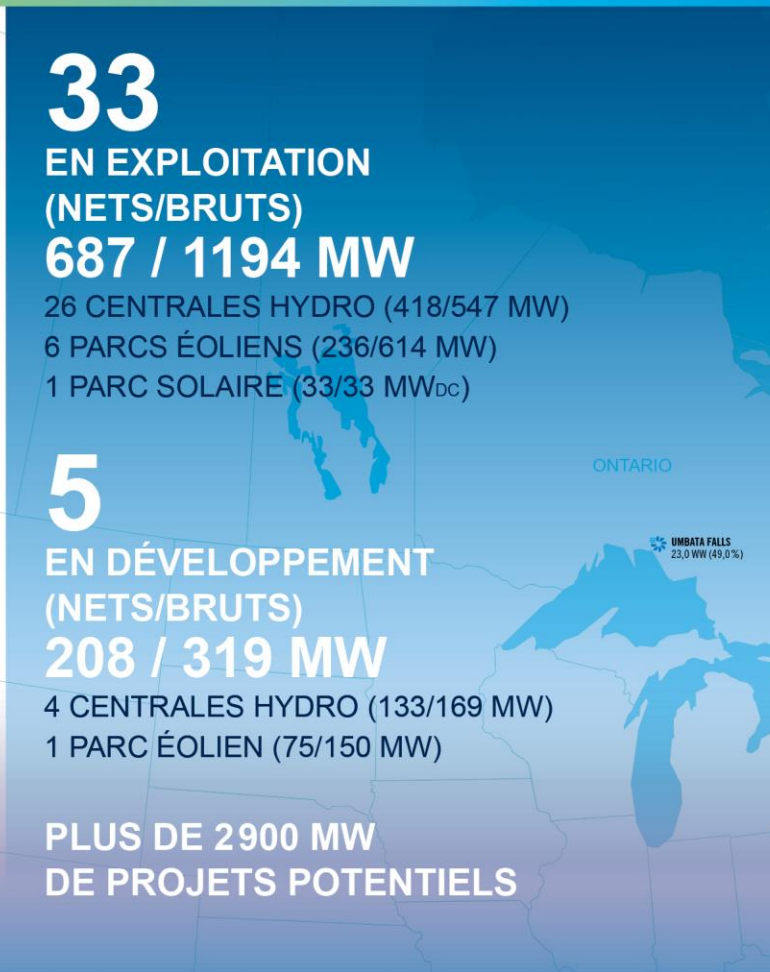 33
EN EXPLOITATION
(NETS/BRUTS)
687 / 1194 MW
26 CENTRALES HYDRO (418/547 MW)
6 PARCS ÉOLIENS (236/614 MW)
1 PARC SOLAIRE (33/33 MWDC)
5
EN DÉVELOPPEMENT
(NETS/BRUTS)
208 / 319 MW
4 CENTRALES HYDRO (133/169 MW)
1 PARC ÉOLIEN (75/150 MW)
PLUS DE 2900 MW
DE PROJETS POTENTIELS
ONTARIO
UMBATA FALLS
23,0 WW (49,0%)